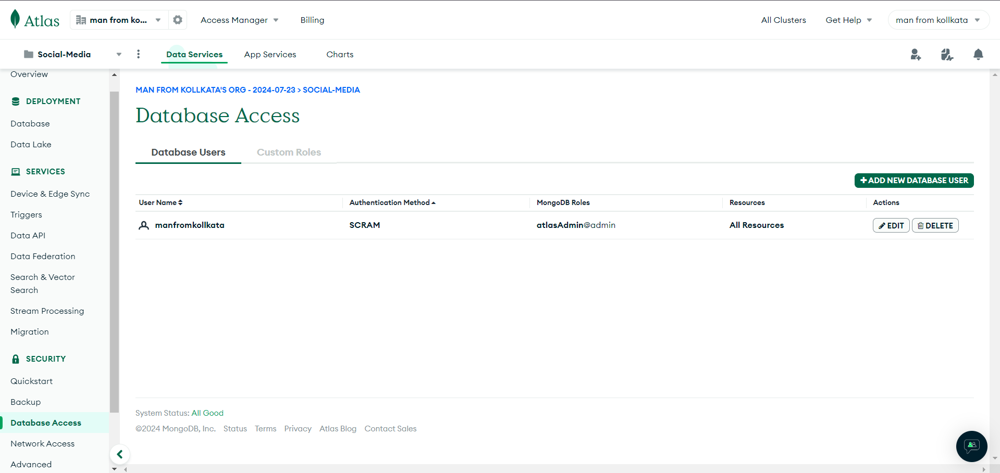 Atlas
man from ko...
Access Manager
Billing
All Clusters
Get Help
man from kollkata
Social-Media
Data Services
App Services
Charts
Overview
DEPLOYMENT
Database
Data Lake
SERVICES
Device & Edge Sync
Triggers
Data API
Data Federation
Search & Vector
Search
Stream Processing
Migration
SECURITY
Quickstart
Backup
Database Access
Network Access
Advanced
MAN FROM KOLLKATA'S ORG - 2024-07-23 > SOCIAL-MEDIA
Database Access
Database Users
Custom Roles
+ ADD NEW DATABASE USER
User Name Authentication Method MongoDB Roles Resources Actions
manfromkollkata SCRAM atlasAdmin@admin All Resources EDIT DELETE
System Status: All Good
©2024 MongoDB, Inc. Status Terms Privacy Atlas Blog Contact Sales